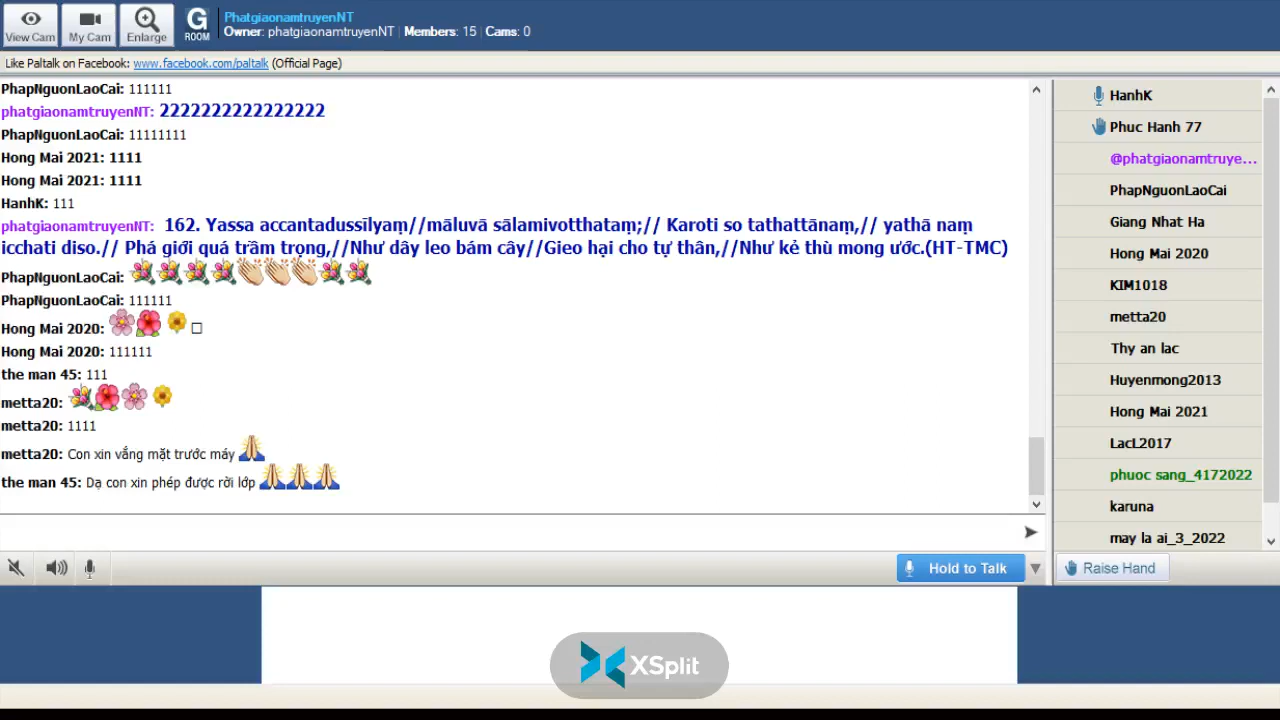 View Cam
My Cam
Enlarge
G
ROOM
PhatgiaonamtruyenNT
Owner: phatgiaonamtruyenNT | Members: 15 | Cams: 0
Like Paltalk on Facebook: www.facebook.com/paltalk (Official Page)
PhapNguonLaoCai: 111111
phatgiaonamtruyenNT: 2222222222222222
PhapNguonLaoCai: 11111111
Hong Mai 2021: 1111
Hong Mai 2021: 1111
HanhK: 111
phatgiaonamtruyenNT: 162. Yassa accantadussīlyaṃ//māluvā sālamivotthataṃ;// Karoti so tathattānaṃ,// yathā naṃ
icchati diso.// Phá giới quá trầm trọng,//Như dây leo bám cây//Gieo hại cho tự thân,//Như kẻ thù mong ước.(HT-TMC)
PhapNguonLaoCai:
PhapNguonLaoCai: 111111
Hong Mai 2020:
Hong Mai 2020: 111111
the man 45: 111
metta20:
metta20: 1111
metta20: Con xin vắng mặt trước máy
the man 45: Dạ con xin phép được rời lớp
Hold to Talk
HanhK
Phuc Hanh 77
@phatgiaonamtruye...
PhapNguonLaoCai
Giang Nhat Ha
Hong Mai 2020
KIM1018
metta20
Thy an lac
Huyenmong2013
Hong Mai 2021
LacL2017
phuoc sang_4172022
karuna
may la ai_3_2022
Raise Hand
XSplit